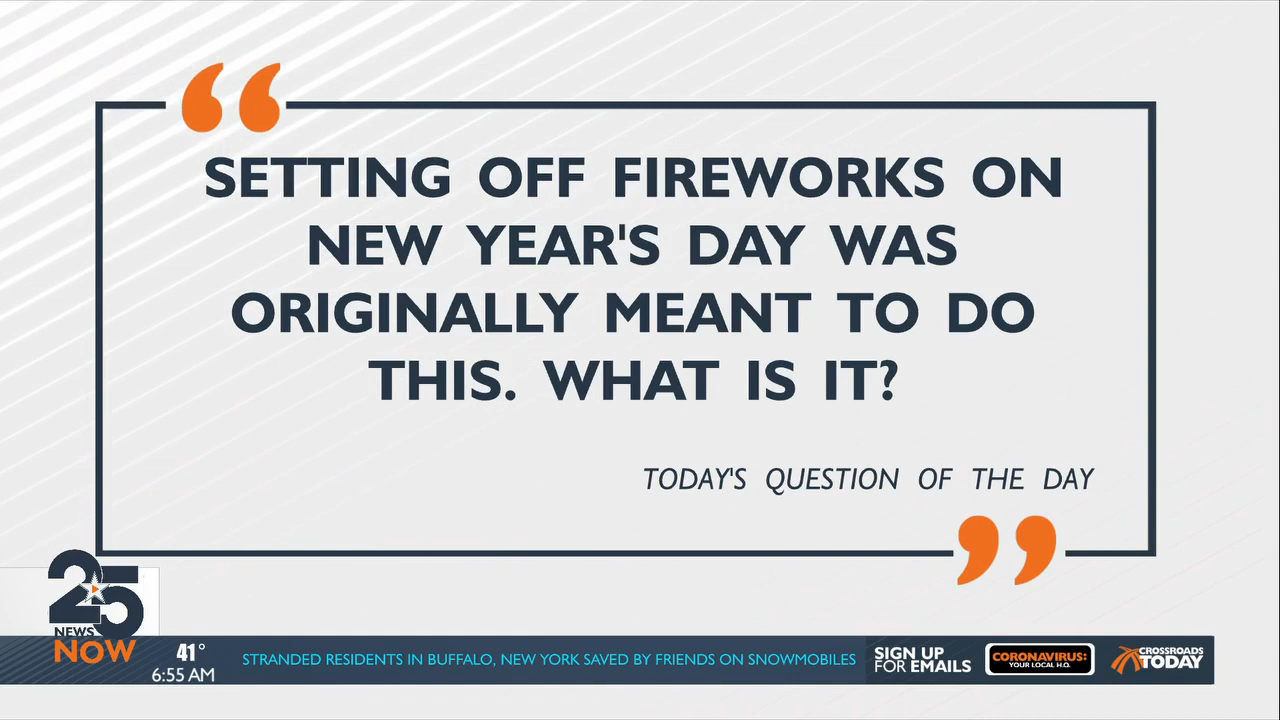 SETTING OFF FIREWORKS ON
NEW YEAR'S DAY WAS
ORIGINALLY MEANT TO DO
THIS. WHAT IS IT?
TODAY'S QUESTION OF THE DAY
25
NEWS
NOW
41°
6:55 AM
STRANDED RESIDENTS IN BUFFALO, NEW YORK SAVED BY FRIENDS ON SNOWMOBILES
SIGN UP
FOR EMAILS
CORONAVIRUS:
YOUR LOCAL H.Q.
CROSSROADS
TODAY